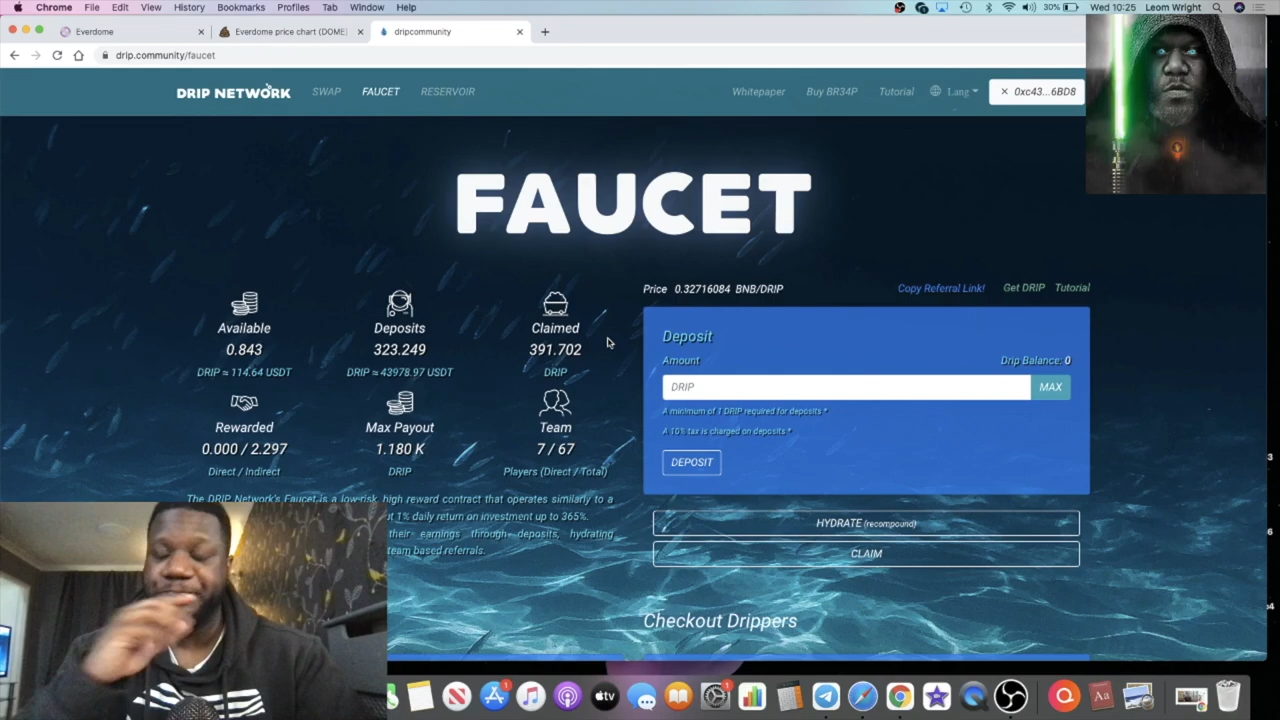 Chrome File Edit View History Bookmarks Profiles Tab Window Help 30% Wed 10:25 Leom Wright
Everdome Everdome price chart (DOME) dripcommunity
drip.community/faucet
DRIP NETWORK SWAP FAUCET RESERVOIR Whitepaper Buy BR34P Tutorial Lang 0xc43...6BD8
FAUCET
Price 0.32716084 BNB/DRIP Copy Referral Link! Get DRIP Tutorial
Available Deposits Claimed
0.843 323.249 391.702
DRIP ≈ 114.64 USDT DRIP ≈ 43978.97 USDT DRIP
Rewarded Max Payout Team
0.000 / 2.297 1.180 K 7 / 67
Direct / Indirect DRIP Players (Direct / Total)
The DRIP Network's Faucet is a low-risk, high reward contract that operates similarly to a
1% daily return on investment up to 365%.
their earnings through deposits, hydrating
team based referrals.
Deposit
Amount Drip Balance: 0
DRIP MAX
A minimum of 1 DRIP required for deposits *
A 10% tax is charged on deposits *
DEPOSIT
HYDRATE (recompound)
CLAIM
Checkout Drippers
tv
Aa